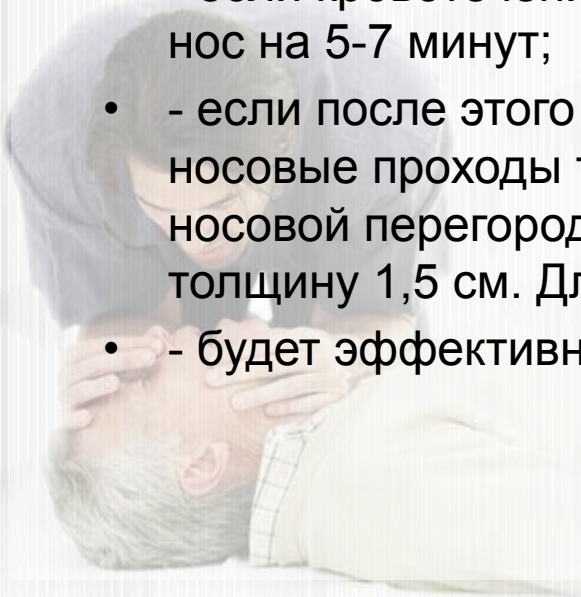 нос на 5-7 минут;
• - если после этого
носовые проходы
носовой перегород
толщину 1,5 см. Дл
• - будет эффективн